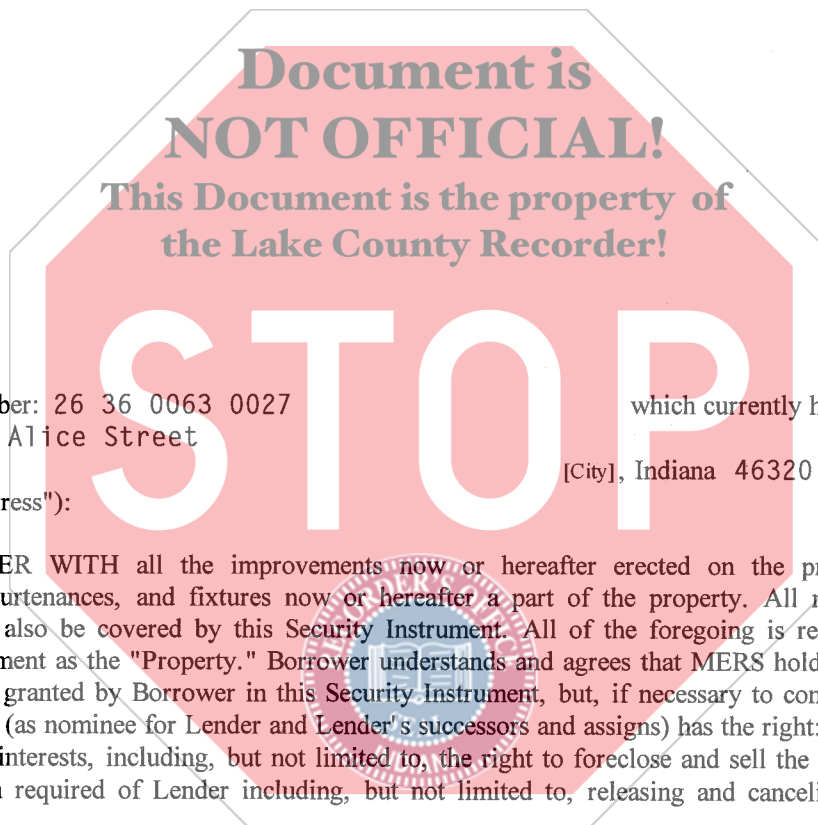 Document is
NOT OFFICIAL!
This Document is the property of
the Lake County Recorder!
STOP
ber: 26 36 0063 0027 which currently h
Alice Street
[City], Indiana 46320
ress"):
ER WITH all the improvements now or hereafter erected on the pr
urtenances, and fixtures now or hereafter a part of the property. All r
also be covered by this Security Instrument. All of the foregoing is re
ment as the "Property." Borrower understands and agrees that MERS hold
granted by Borrower in this Security Instrument, but, if necessary to con
(as nominee for Lender and Lender's successors and assigns) has the right:
interests, including, but not limited to, the right to foreclose and sell the
required of Lender including, but not limited to, releasing and canceli
RECORDER'S OFFICE
INDIANA